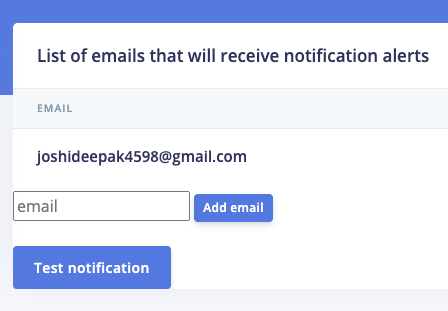 List of emails that will receive notification alerts
EMAIL
joshideepak4598@gmail.com
email Add email
Test notification